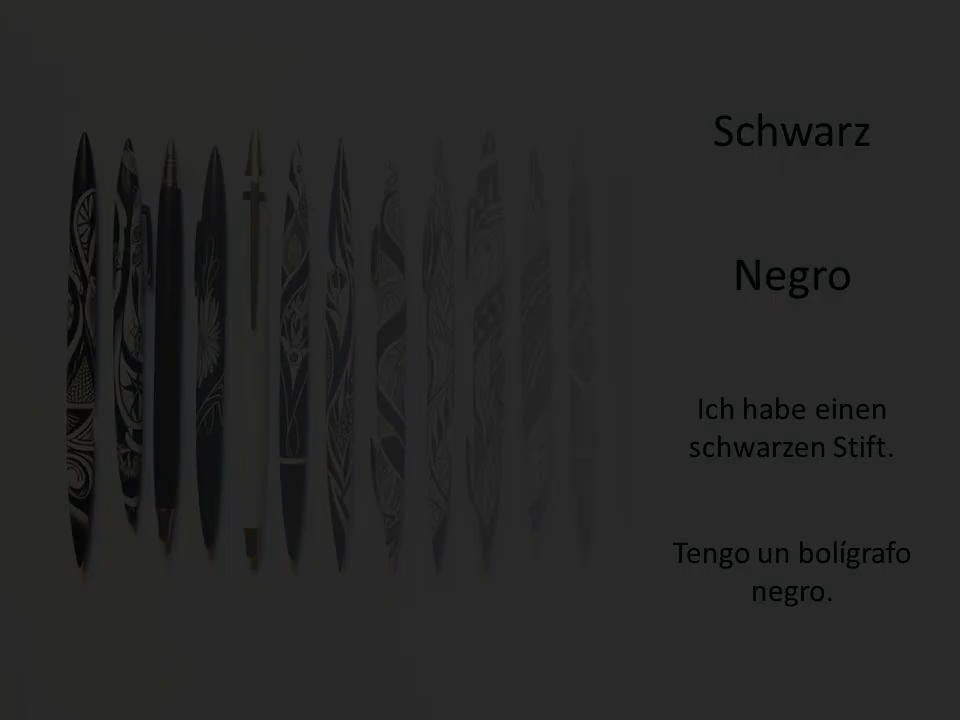 Schwarz
Negro
Ich habe einen
schwarzen Stift.
Tengo un bolígrafo
negro.